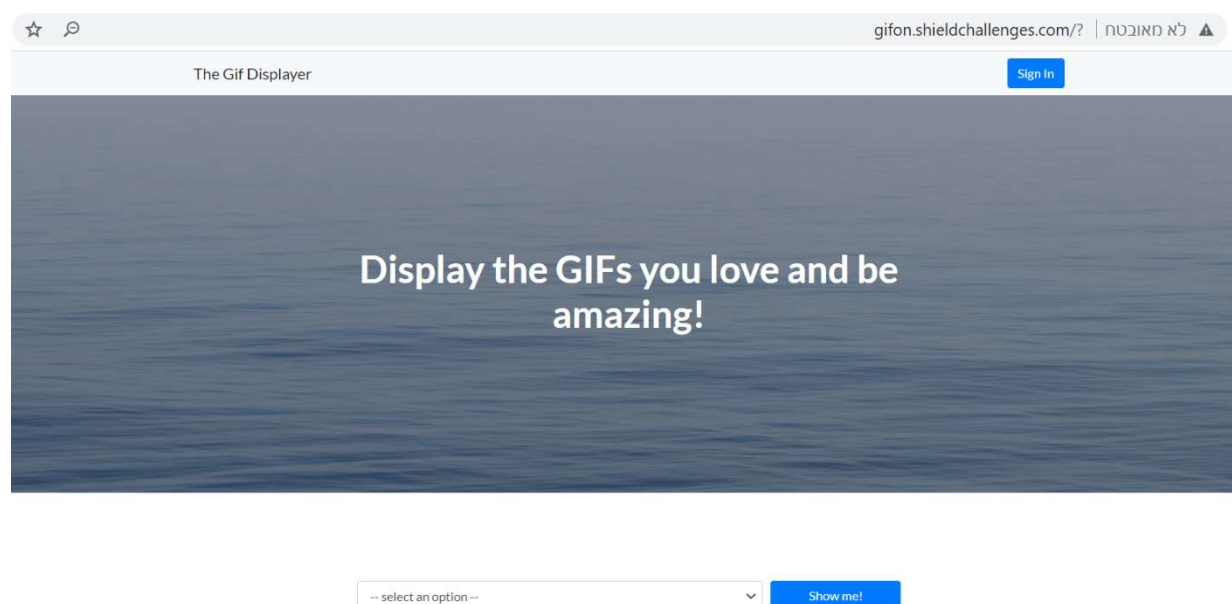 gifon.shieldchallenges.com/? לא מאובטח
The Gif Displayer
Sign In
Display the GIFs you love and be
amazing!
-- select an option --
Show me!